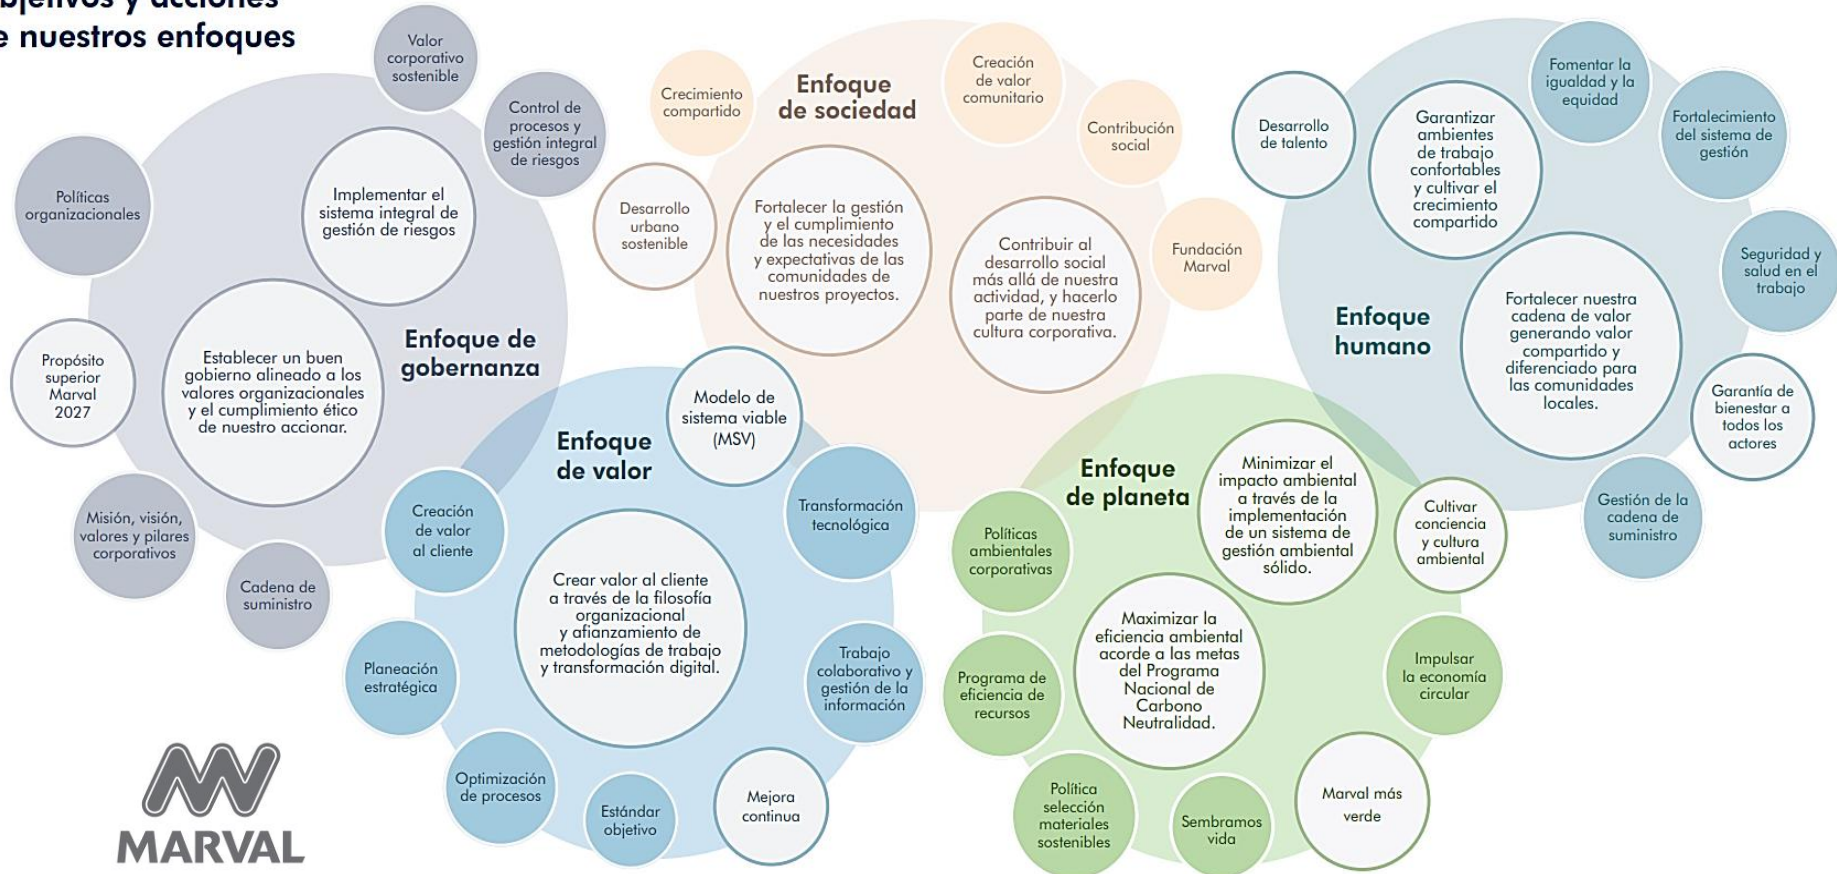 objetivos y acciones
e nuestros enfoques
Valor
corporativo
sostenible
Control de
procesos y
gestión integral
de riesgos
Políticas
organizacionales
Implementar el
sistema integral de
gestión de riesgos
Propósito
superior
Marval
2027
Establecer un buen
gobierno alineado a los
valores organizacionales
y el cumplimiento ético
de nuestro accionar.
Enfoque de
gobernanza
Misión, visión,
valores y pilares
corporativos
Cadena de
suministro
Crecimiento
compartido
Enfoque
de sociedad
Creación
de valor
comunitario
Contribución
social
Desarrollo
urbano
sostenible
Fortalecer la gestión
y el cumplimiento
de las necesidades
y expectativas de las
comunidades de
nuestros proyectos.
Contribuir al
desarrollo social
más allá de nuestra
actividad, y hacerlo
parte de nuestra
cultura corporativa.
Fundación
Marval
Desarrollo
de talento
Garantizar
ambientes
de trabajo
confortables
y cultivar el
crecimiento
compartido
Fomentar la
igualdad y la
equidad
Fortalecimiento
del sistema de
gestión
Seguridad y
salud en el
trabajo
Enfoque
humano
Fortalecer nuestra
cadena de valor
generando valor
compartido y
diferenciado para
las comunidades
locales.
Garantía de
bienestar a
todos los
actores
Gestión de la
cadena de
suministro
Enfoque
de valor
Modelo de
sistema viable
(MSV)
Creación
de valor
al cliente
Transformación
tecnológica
Crear valor al cliente
a través de la filosofía
organizacional
y afianzamiento de
metodologías de trabajo
y transformación digital.
Planeación
estratégica
Trabajo
colaborativo y
gestión de la
información
Optimización
de procesos
Estándar
objetivo
Mejora
continua
Enfoque
de planeta
Minimizar el
impacto ambiental
a través de la
implementación
de un sistema de
gestión ambiental
sólido.
Cultivar
conciencia
y cultura
ambiental
Políticas
ambientales
corporativas
Maximizar la
eficiencia ambiental
acorde a las metas
del Programa
Nacional de
Carbono
Neutralidad.
Impulsar
la economía
circular
Programa de
eficiencia de
recursos
Política
selección
materiales
sostenibles
Sembramos
vida
Marval más
verde
MARVAL